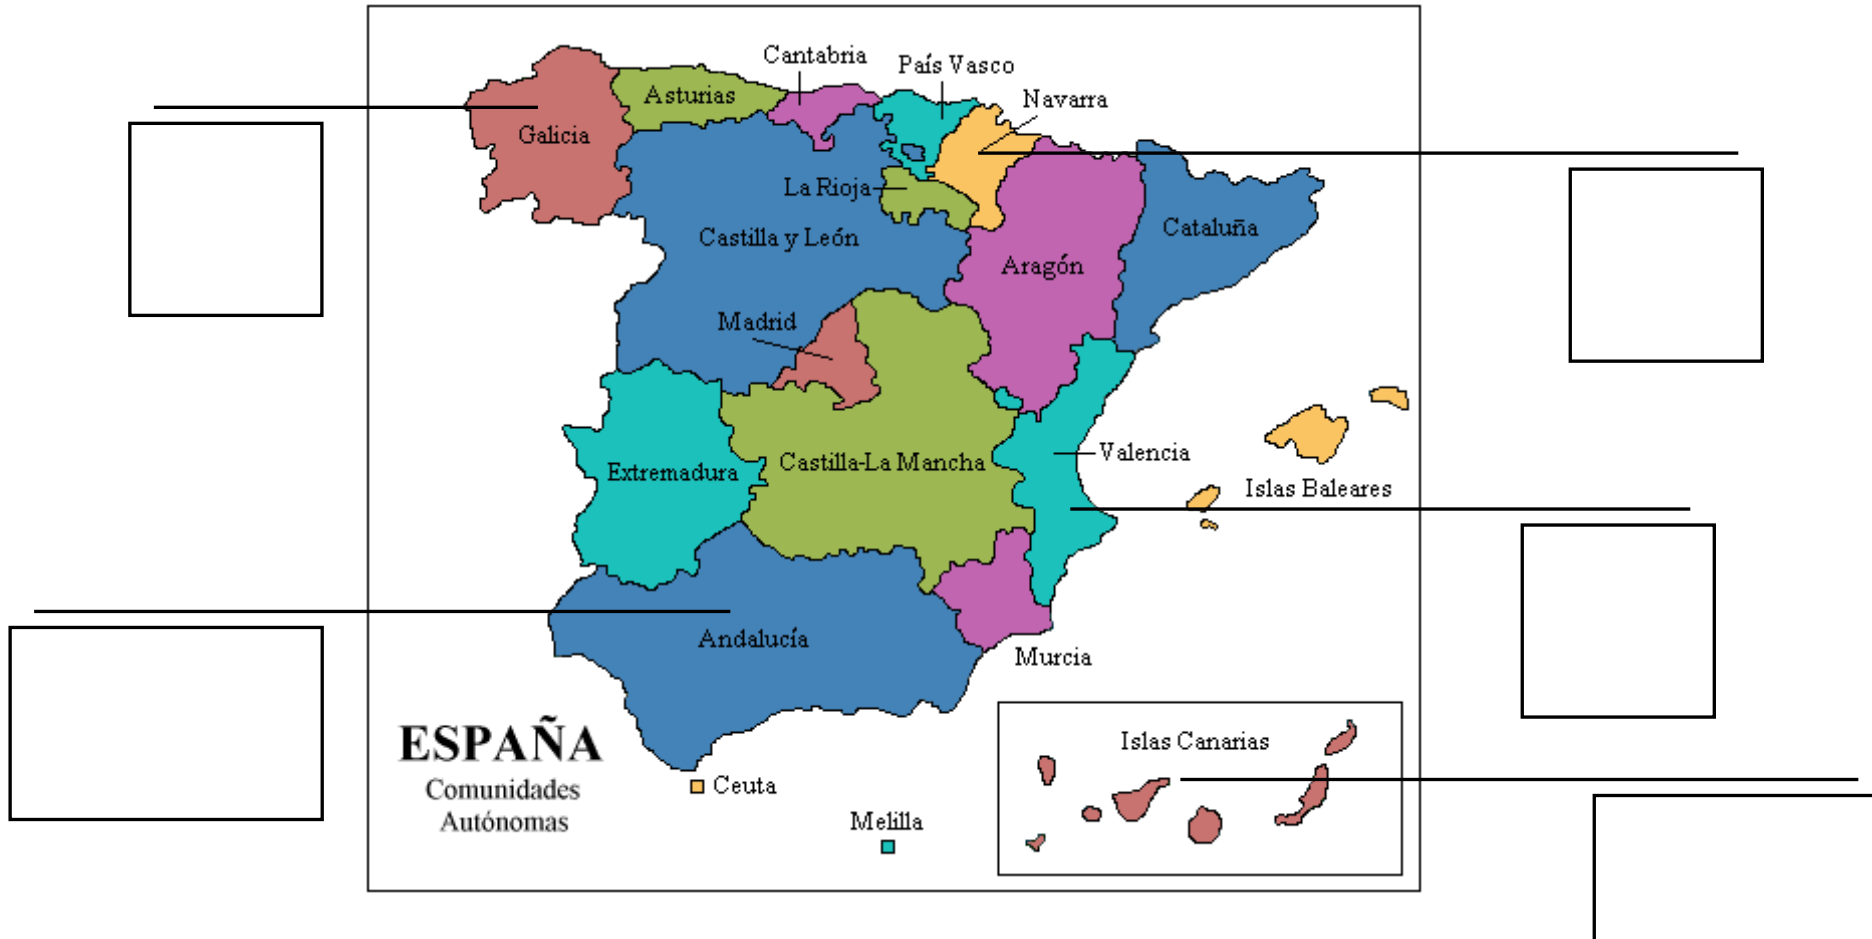 Cantabria
País Vasco
Asturias
Navarra
Galicia
La Rioja
Castilla y León
Cataluña
Aragón
Madrid
Valencia
Castilla-La Mancha
Extremadura
Islas Baleares
Andalucía
Murcia
ESPAÑA
Comunidades
Autónomas
Islas Canarias
Ceuta
Melilla